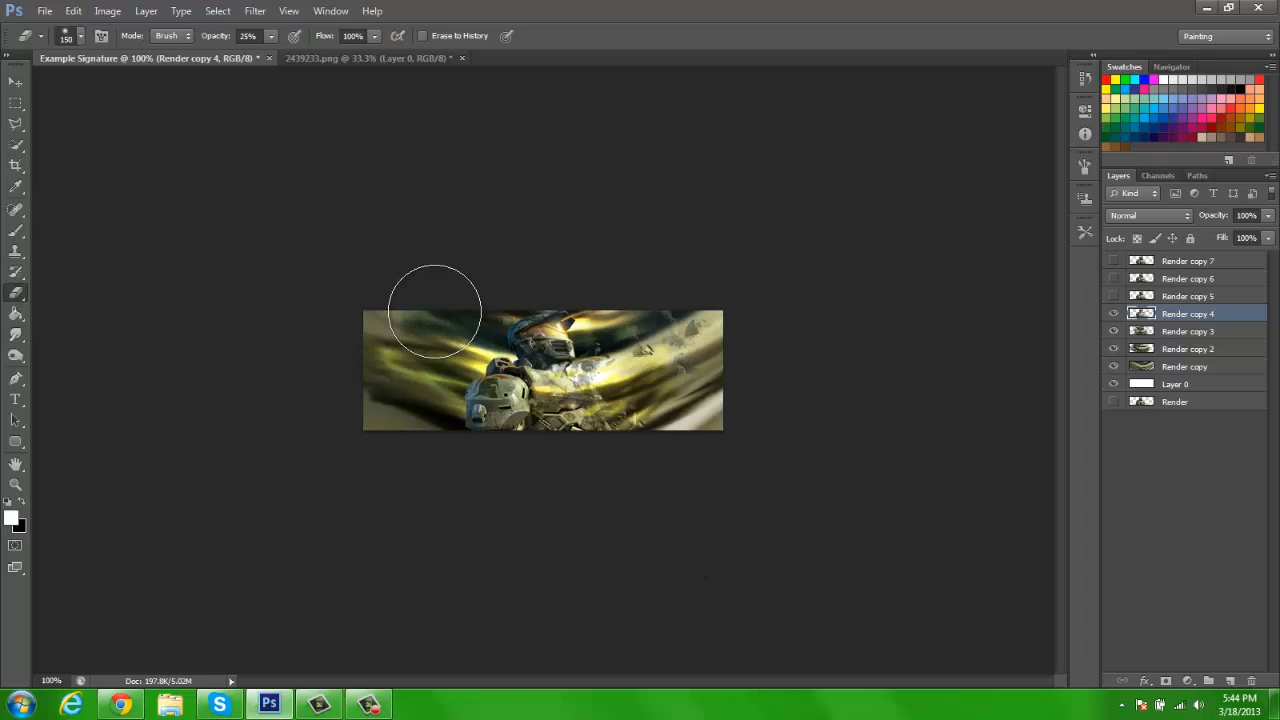 Ps File Edit Image Layer Type Select Filter View Window Help
150 Mode: Brush Opacity: 25% Flow: 100% Erase to History Painting
Example Signature @ 100% (Render copy 4, RGB/8) * × 2439233.png @ 33.3% (Layer 0, RGB/8) * ×
Swatches Navigator
Layers Channels Paths
Kind
Normal Opacity: 100%
Lock: Fill: 100%
Render copy 7
Render copy 6
Render copy 5
Render copy 4
Render copy 3
Render copy 2
Render copy
Layer 0
Render
100% Doc: 197.8K/5.02M
5:44 PM
3/18/2013